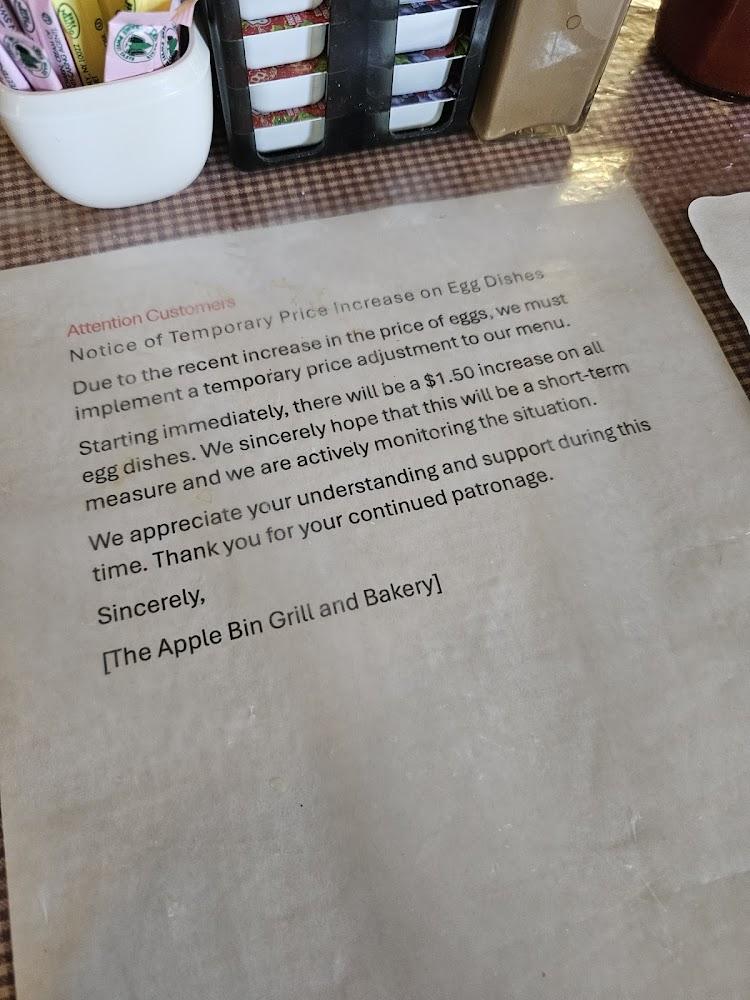 Attention Customers
Notice of Temporary Price Increase on Egg Dishes
Due to the recent increase in the price of eggs, we must
implement a temporary price adjustment to our menu.
Starting immediately, there will be a $1.50 increase on all
egg dishes. We sincerely hope that this will be a short-term
measure and we are actively monitoring the situation.
We appreciate your understanding and support during this
time. Thank you for your continued patronage.
Sincerely,
[The Apple Bin Grill and Bakery]